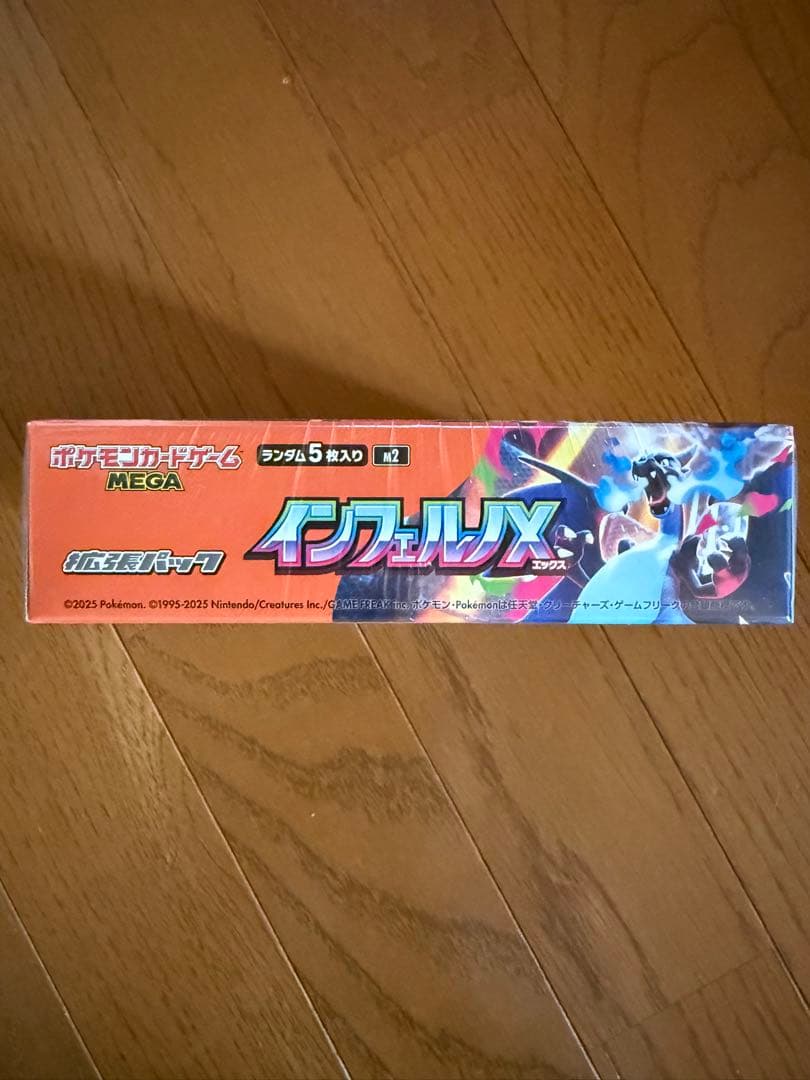 ポケモンカードゲーム
MEGA
ランダム5枚入り
M2
拡張パック
インフェルノX
エックス
©2025 Pokémon. ©1995-2025 Nintendo/Creatures Inc./GAME FREAK inc. ポケモン・Pokémonは任天堂・クリーチャーズ・ゲームフリークの